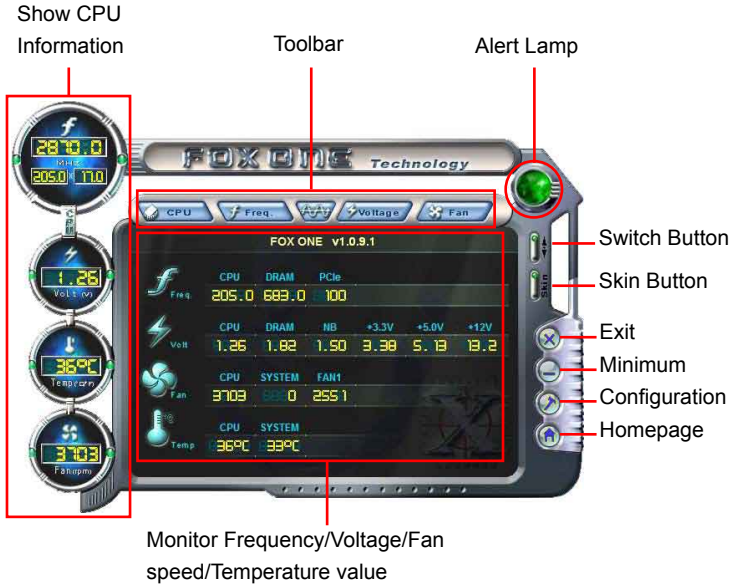 Show CPU
Information
Toolbar
Alert Lamp
2870.0
MHz
205.0 17.0
CPU
1.26
Volt (v)
36°C
Temp(°C/°F)
3703
Fan(rpm)
FOX ONE Technology
CPU Freq. Voltage Fan
FOX ONE v1.0.9.1
CPU DRAM PCIe
Freq. 205.0 683.0 100
CPU DRAM NB +3.3V +5.0V +12V
Volt 1.26 1.82 1.50 3.38 5.13 13.2
CPU SYSTEM FAN1
Fan 3703 0 2551
CPU SYSTEM
Temp 36°C 33°C
Skin
Switch Button
Skin Button
Exit
Minimum
Configuration
Homepage
Monitor Frequency/Voltage/Fan
speed/Temperature value